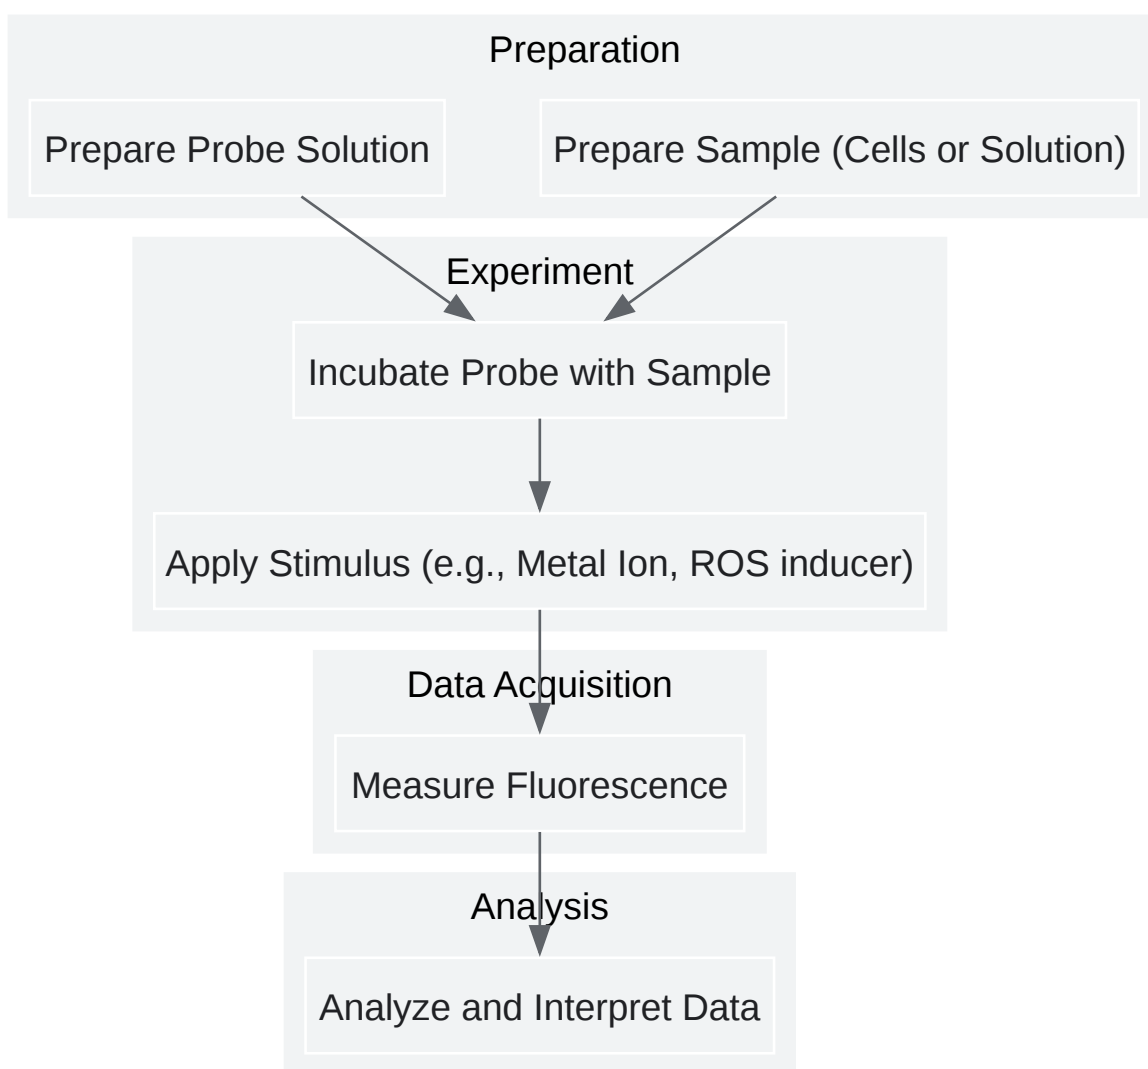 Preparation
Prepare Probe Solution
Prepare Sample (Cells or Solution)
Experiment
Incubate Probe with Sample
Apply Stimulus (e.g., Metal Ion, ROS inducer)
Data Acquisition
Measure Fluorescence
Analysis
Analyze and Interpret Data